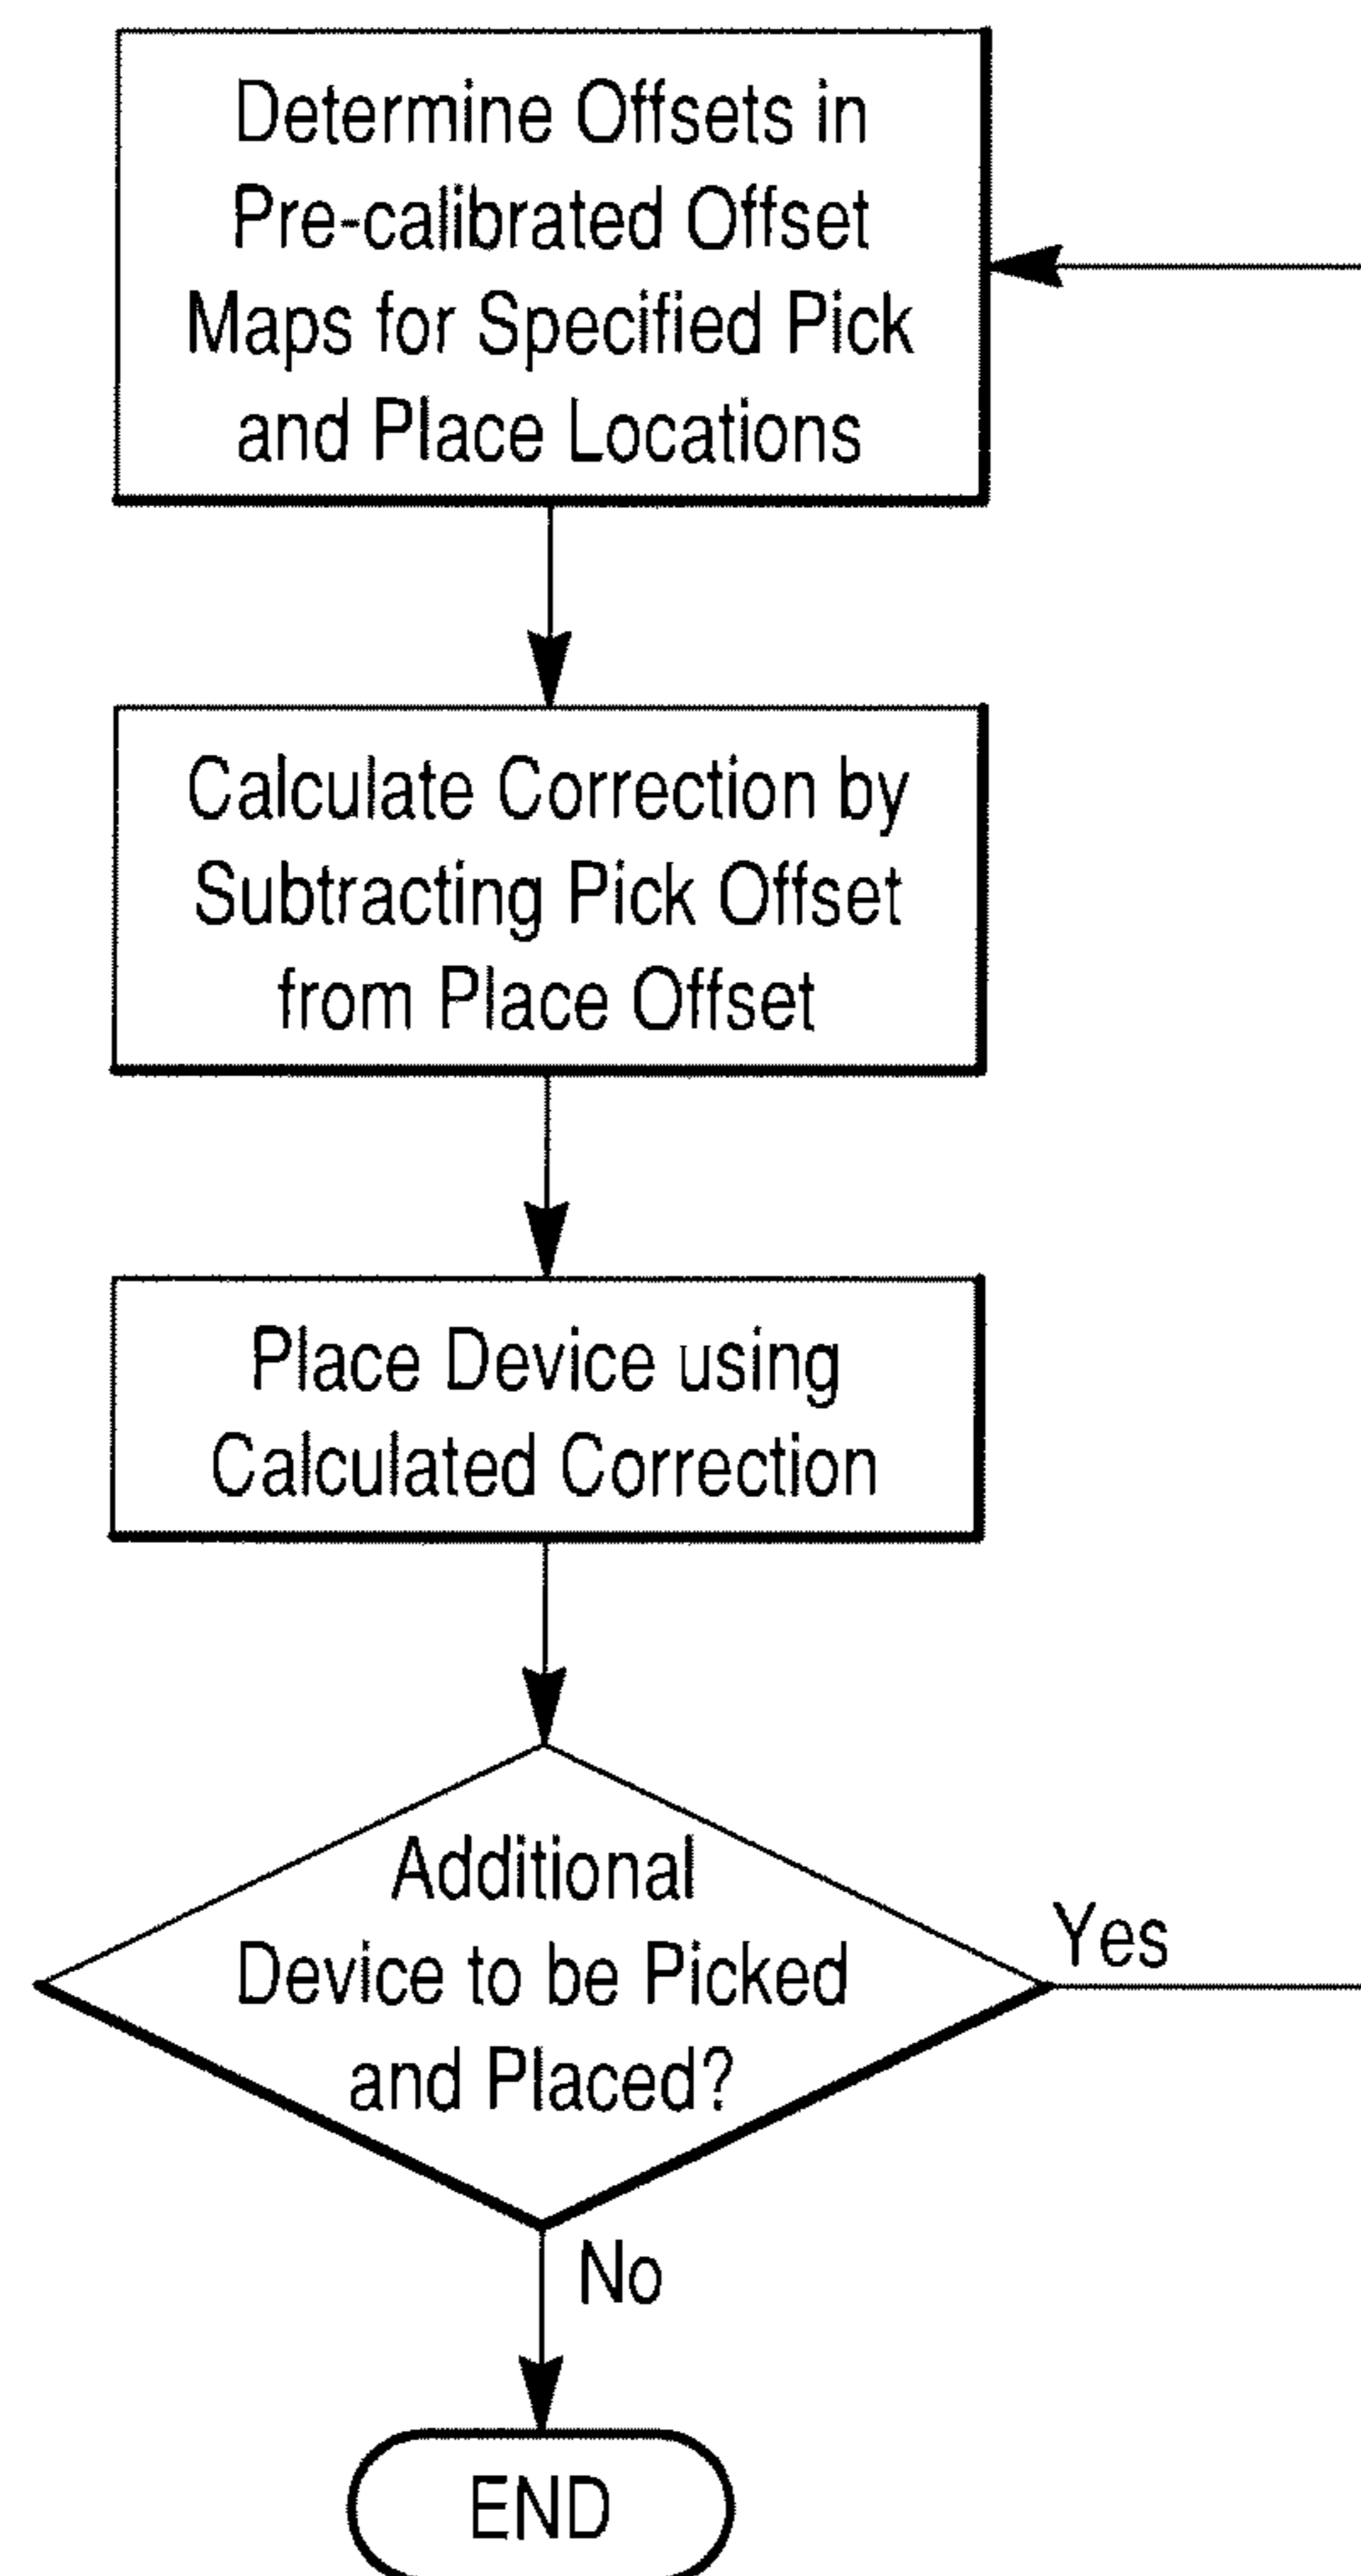 Determine Offsets in
Pre-calibrated Offset
Maps for Specified Pick
and Place Locations
Calculate Correction by
Subtracting Pick Offset
from Place Offset
Place Device using
Calculated Correction
Additional
Device to be Picked
and Placed?
Yes
No
END